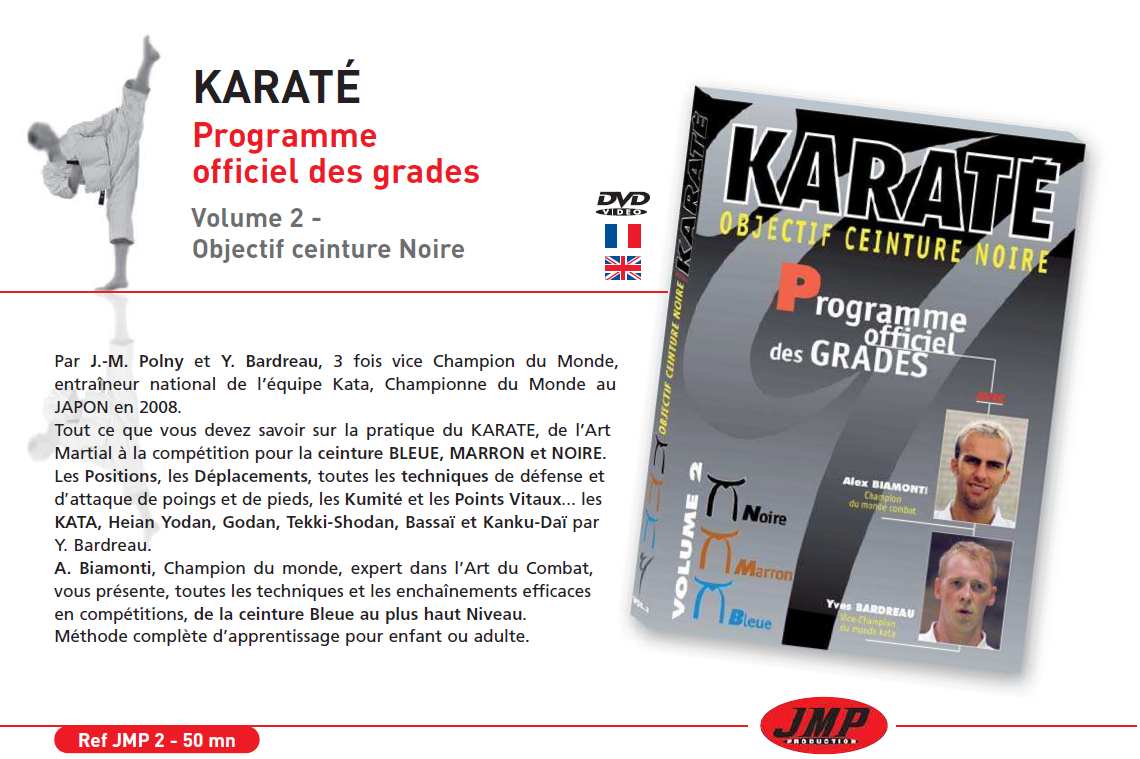 KARATÉ
Programme
officiel des grades
Volume 2 -
Objectif ceinture Noire
DVD
VIDEO
Par J.-M. Polny et Y. Bardreau, 3 fois vice Champion du Monde,
entraîneur national de l'équipe Kata, Championne du Monde au
JAPON en 2008.
Tout ce que vous devez savoir sur la pratique du KARATE, de l'Art
Martial à la compétition pour la ceinture BLEUE, MARRON et NOIRE.
Les Positions, les Déplacements, toutes les techniques de défense et
d'attaque de poings et de pieds, les Kumité et les Points Vitaux... les
KATA, Heian Yodan, Godan, Tekki-Shodan, Bassaï et Kanku-Daï par
Y. Bardreau.
A. Biamonti, Champion du monde, expert dans l'Art du Combat,
vous présente, toutes les techniques et les enchaînements efficaces
en compétitions, de la ceinture Bleue au plus haut Niveau.
Méthode complète d'apprentissage pour enfant ou adulte.
KARATÉ
OBJECTIF CEINTURE NOIRE
VOL.2
KARATÉ
OBJECTIF CEINTURE NOIRE
Programme
officiel
des GRADES
avec
Alex BIAMONTI
Champion
du monde combat
Yves BARDREAU
Vice-Champion
du monde kata
VOLUME 2
Noire
Marron
Bleue
Ref JMP 2 - 50 mn
JMP
PRODUCTION